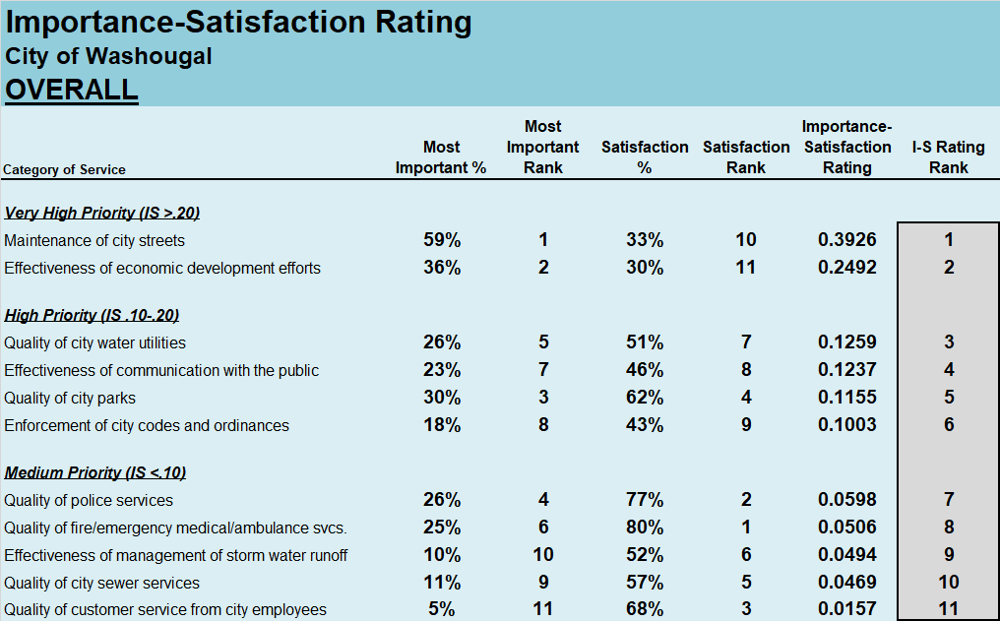 Importance-Satisfaction Rating
City of Washougal
OVERALL
Category of Service Most Important % Most Important Rank Satisfaction % Satisfaction Rank Importance-Satisfaction Rating I-S Rating Rank
Very High Priority (IS >.20)
Maintenance of city streets 59% 1 33% 10 0.3926 1
Effectiveness of economic development efforts 36% 2 30% 11 0.2492 2
High Priority (IS .10-.20)
Quality of city water utilities 26% 5 51% 7 0.1259 3
Effectiveness of communication with the public 23% 7 46% 8 0.1237 4
Quality of city parks 30% 3 62% 4 0.1155 5
Enforcement of city codes and ordinances 18% 8 43% 9 0.1003 6
Medium Priority (IS <.10)
Quality of police services 26% 4 77% 2 0.0598 7
Quality of fire/emergency medical/ambulance svcs. 25% 6 80% 1 0.0506 8
Effectiveness of management of storm water runoff 10% 10 52% 6 0.0494 9
Quality of city sewer services 11% 9 57% 5 0.0469 10
Quality of customer service from city employees 5% 11 68% 3 0.0157 11